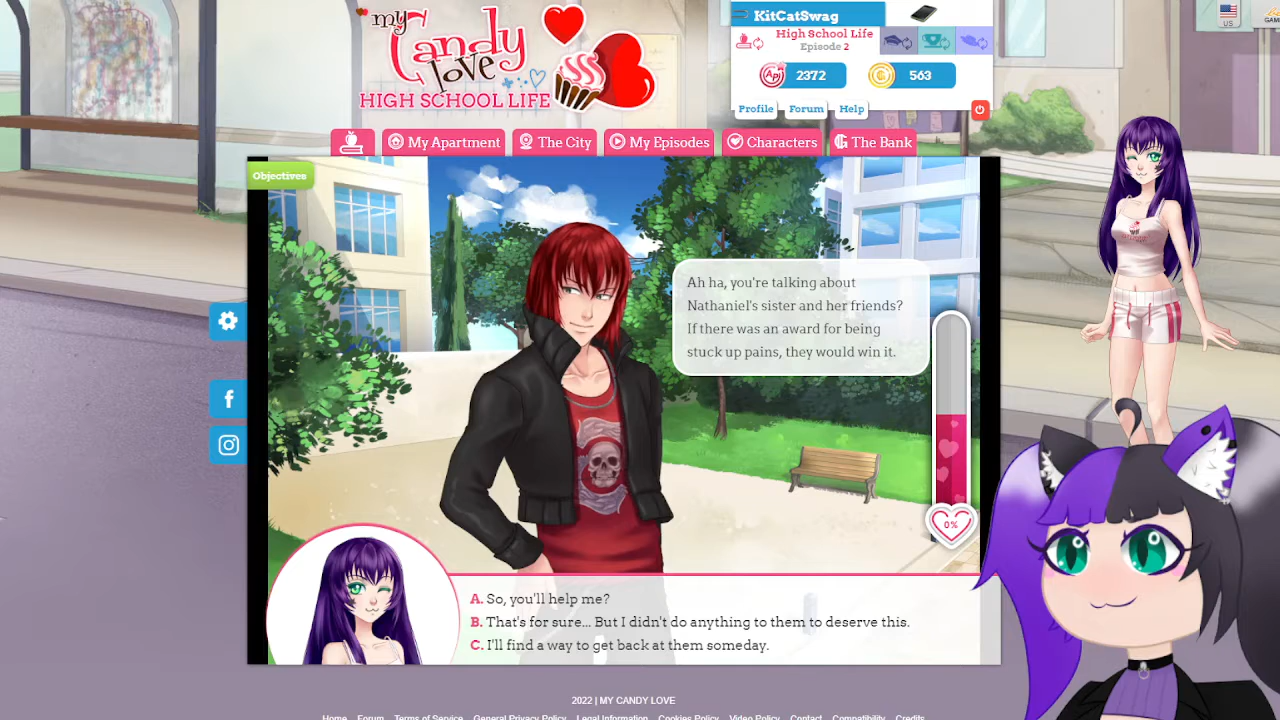 my
Candy
love
HIGH SCHOOL LIFE
KitCatSwag
High School Life
Episode 2
Api 2372
563
Profile Forum Help
US
GAM
My Apartment The City My Episodes Characters The Bank
Objectives
Ah ha, you're talking about
Nathaniel's sister and her friends?
If there was an award for being
stuck up pains, they would win it.
0%
A. So, you'll help me?
B. That's for sure... But I didn't do anything to them to deserve this.
C. I'll find a way to get back at them someday.
2022 | MY CANDY LOVE
Home Forum Terms of Service General Privacy Policy Legal Information Cookies Policy Video Policy Contact Compatibility Credits